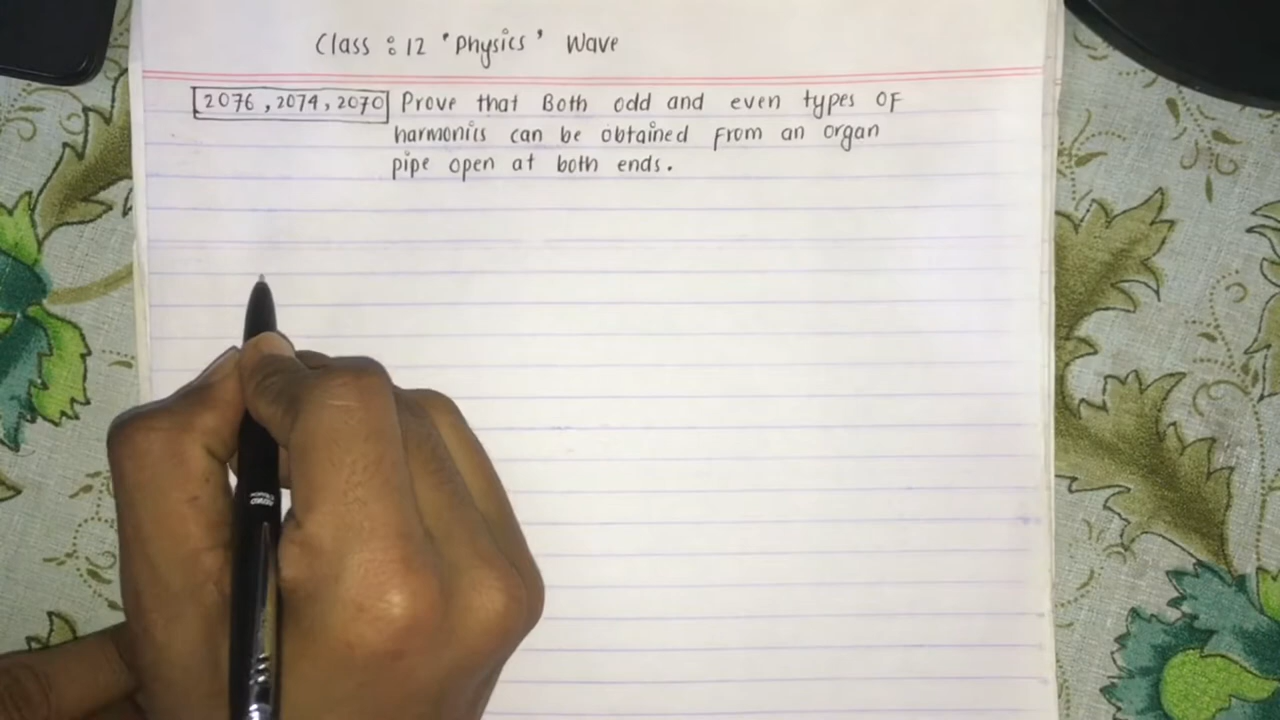 Class : 12 'Physics' Wave
2076, 2074, 2070 Prove that Both odd and even types OF
harmonics can be obtained From an organ
pipe open at both ends.